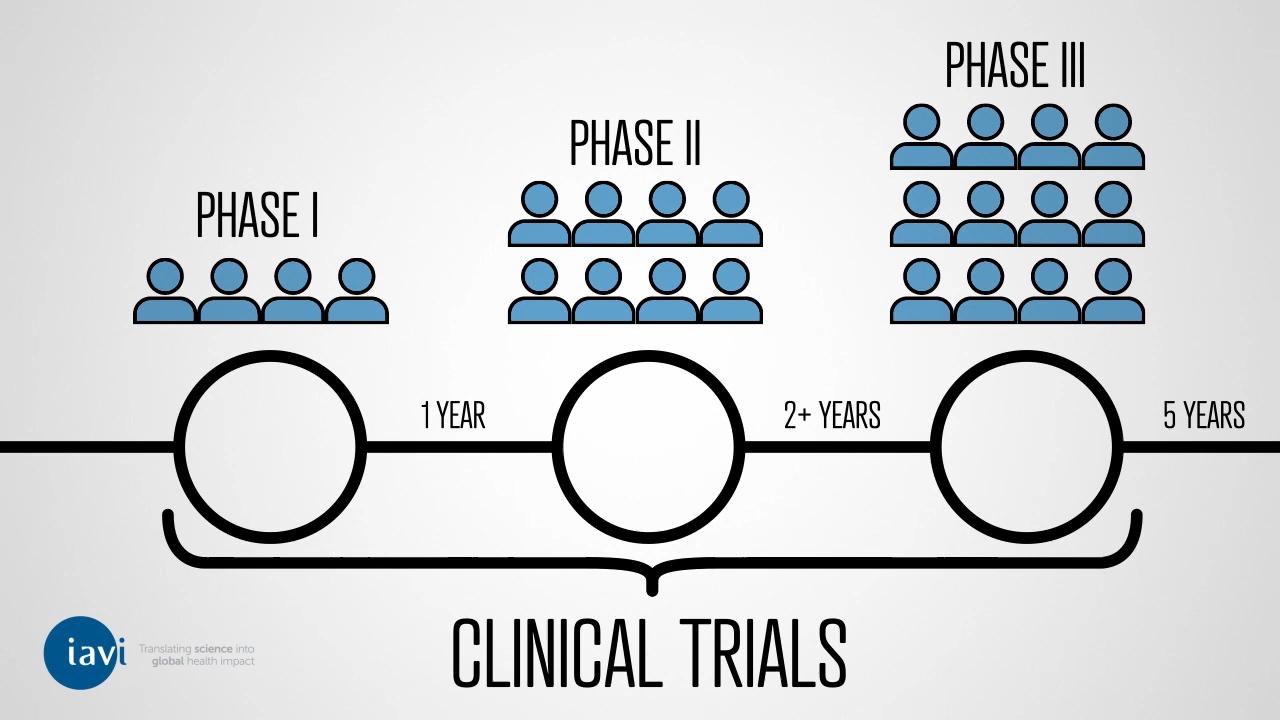 PHASE I
PHASE II
PHASE III
1 YEAR
2+ YEARS
5 YEARS
CLINICAL TRIALS
iavi
Translating science into
global health impact